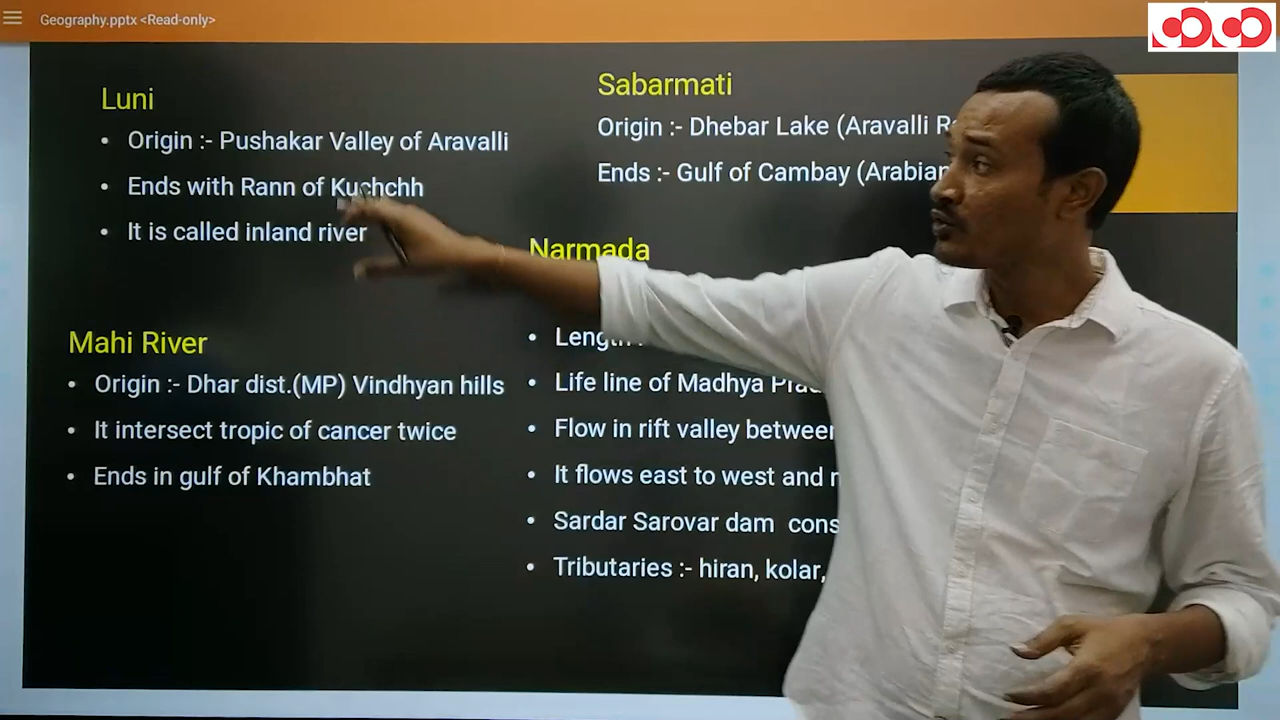 Geography.pptx <Read-only>
Luni
• Origin :- Pushakar Valley of Aravalli
• Ends with Rann of Kuchchh
• It is called inland river
Sabarmati
Origin :- Dhebar Lake (Aravalli
Ends :- Gulf of Cambay (Arabian
Mahi River
• Origin :- Dhar dist.(MP) Vindhyan hills
• It intersect tropic of cancer twice
• Ends in gulf of Khambhat
Narmada
• Length
• Life line of Madhya
• Flow in rift valley between
• It flows east to west and
• Sardar Sarovar dam
• Tributaries :- hiran, kolar,